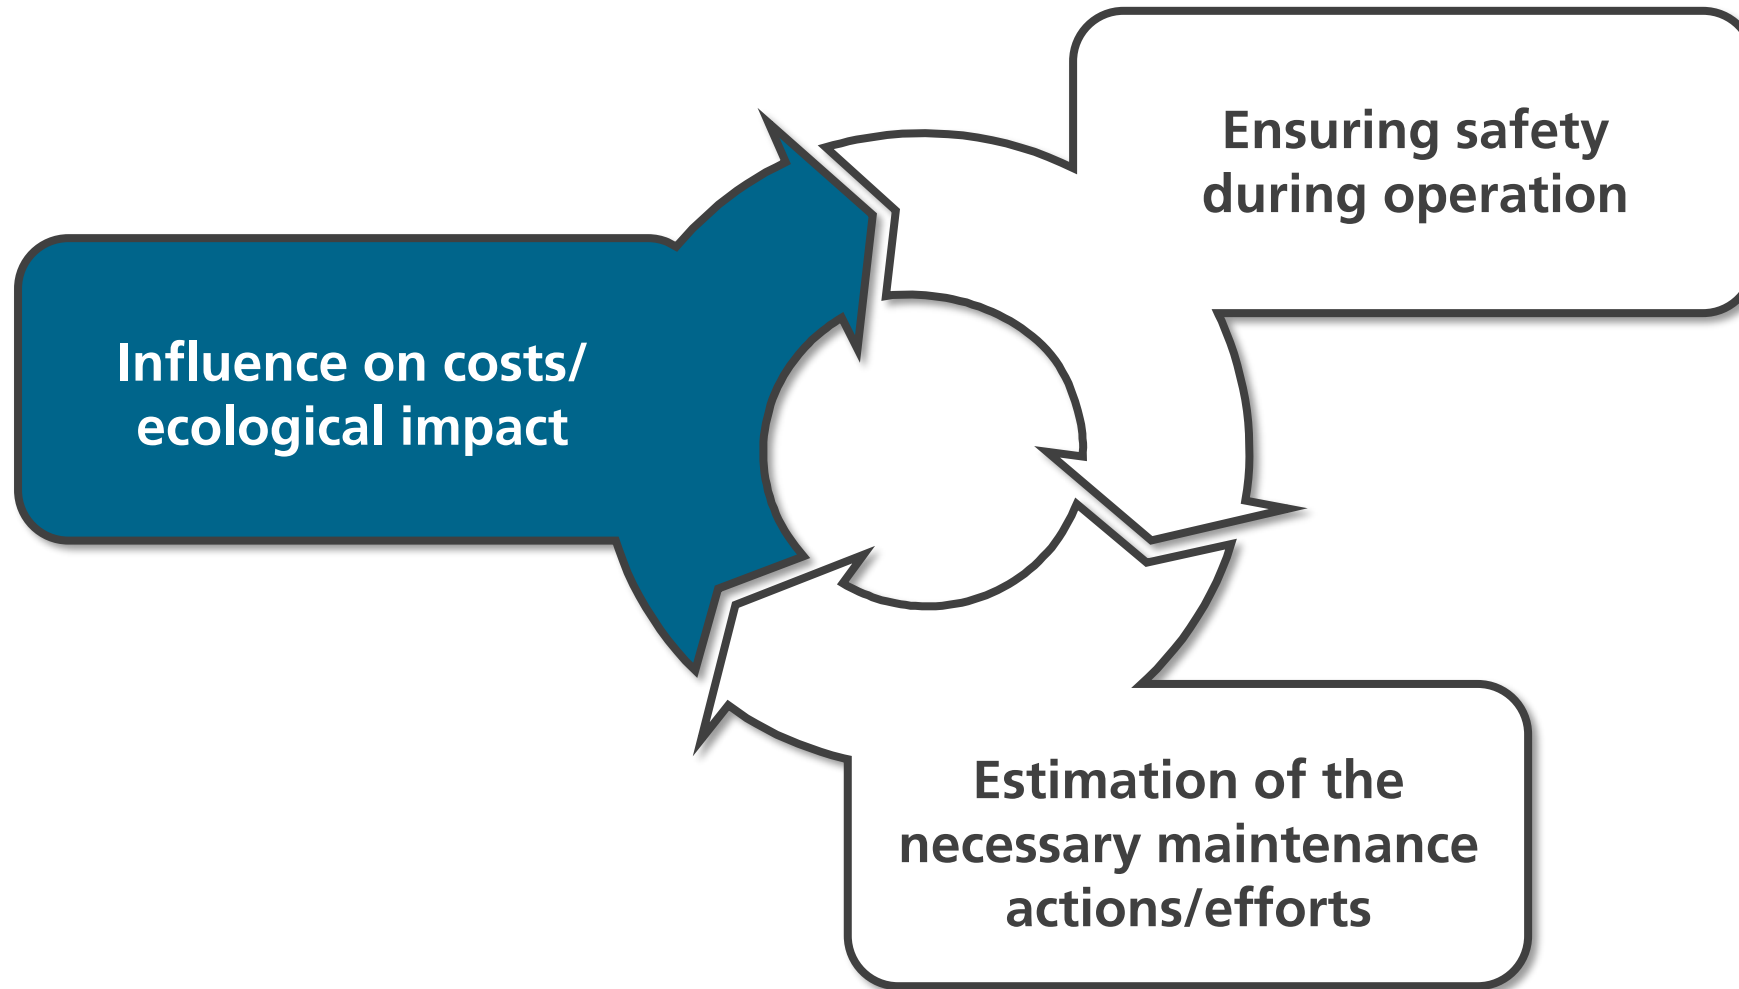 Ensuring safety
during operation
Influence on costs/
ecological impact
Estimation of the
necessary maintenance
actions/efforts